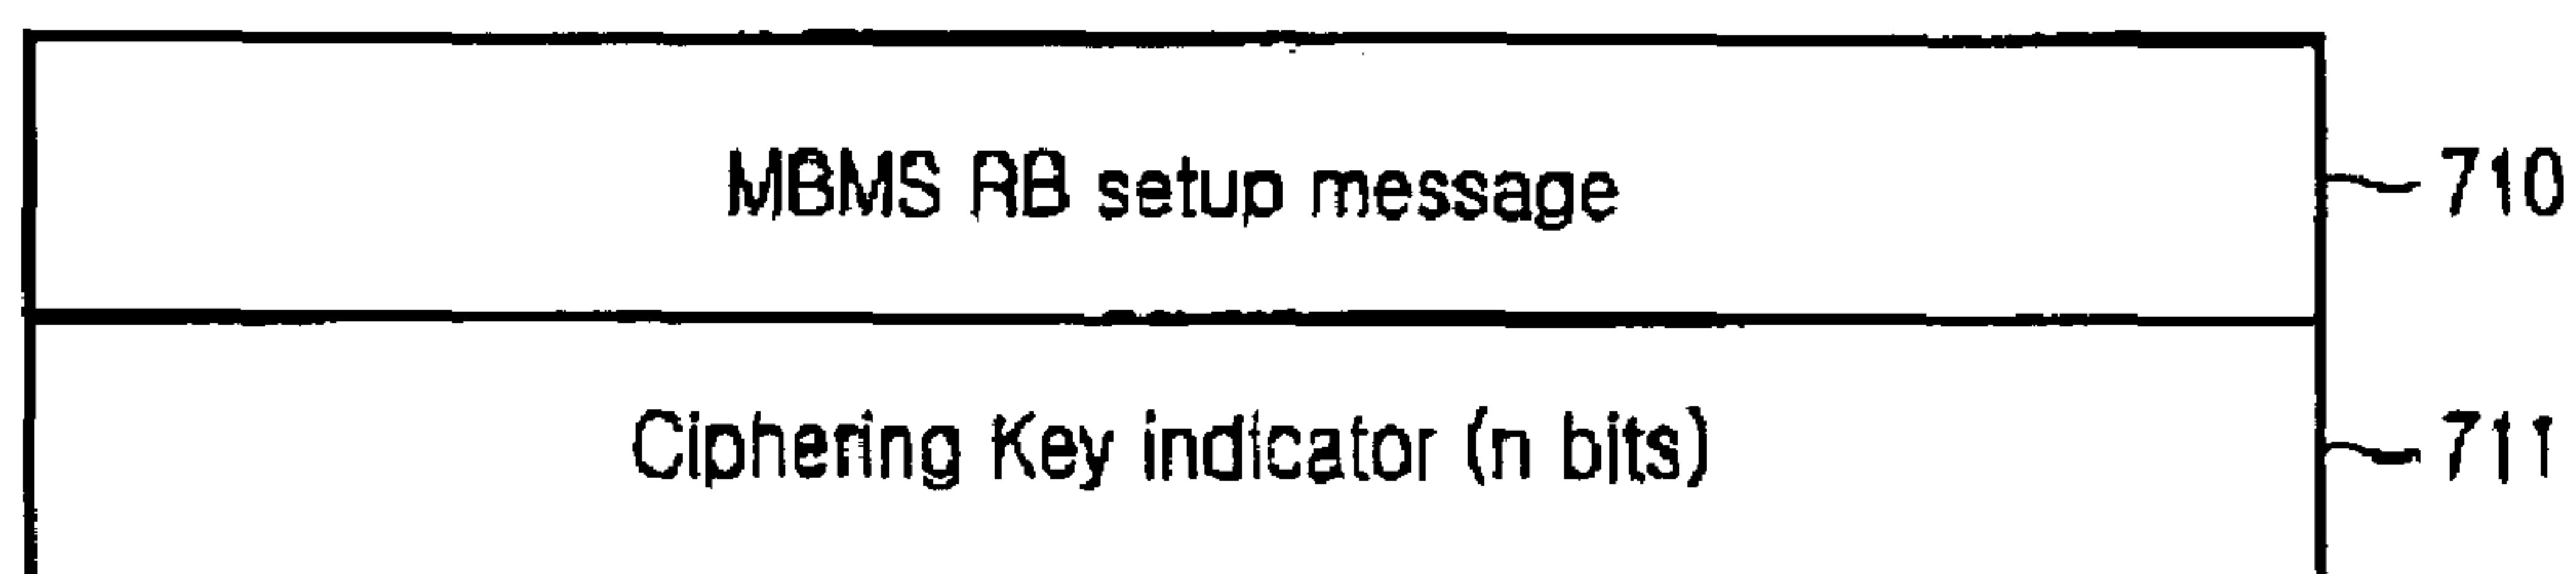 MBMS RB setup message 710
Ciphering Key indicator (n bits) 711